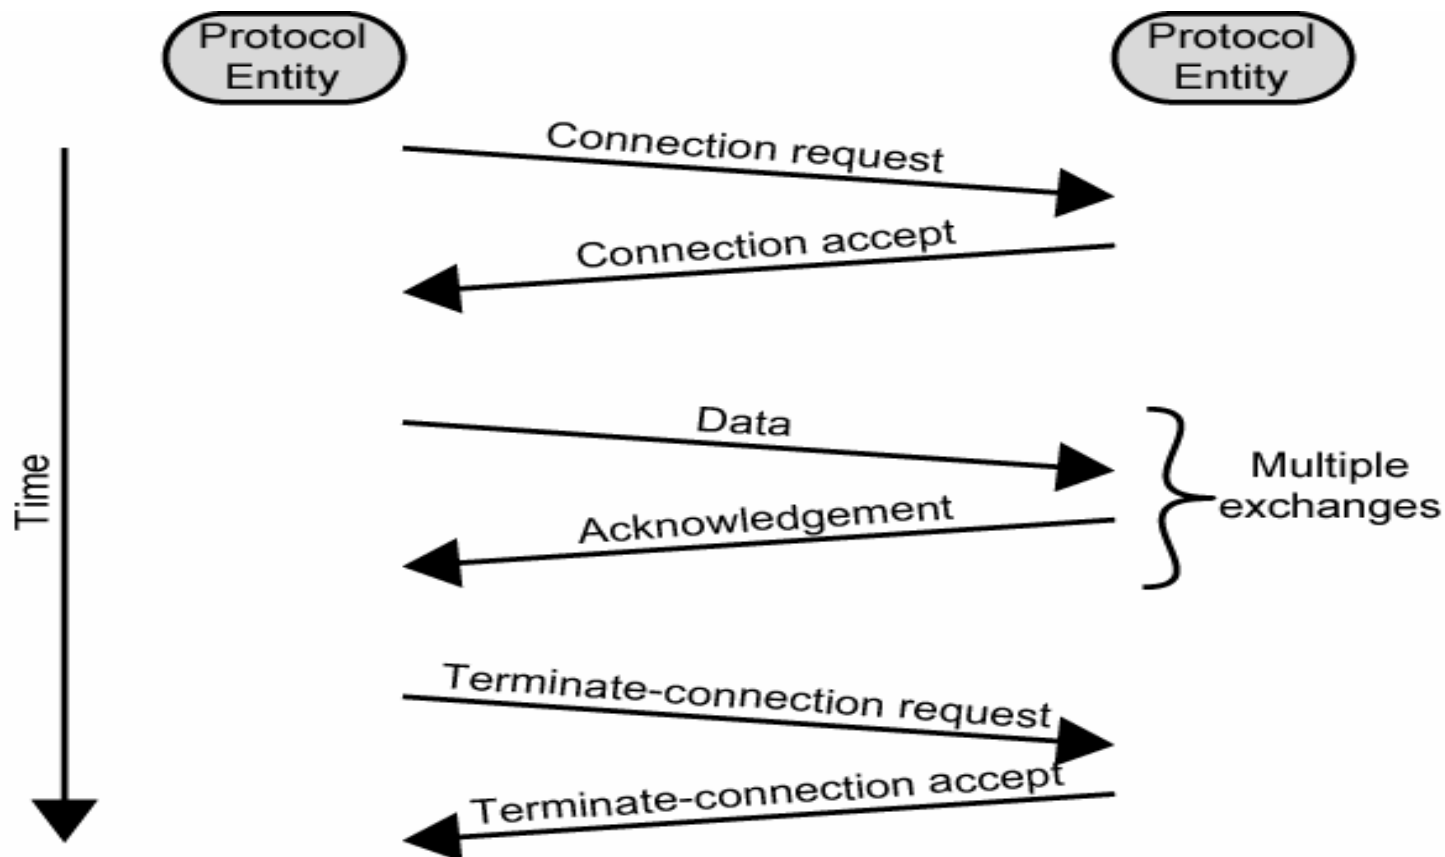 Protocol
Entity
Protocol
Entity
Connection request
Connection accept
Data
Multiple
exchanges
Time
Acknowledgement
Terminate-connection request
Terminate-connection accept